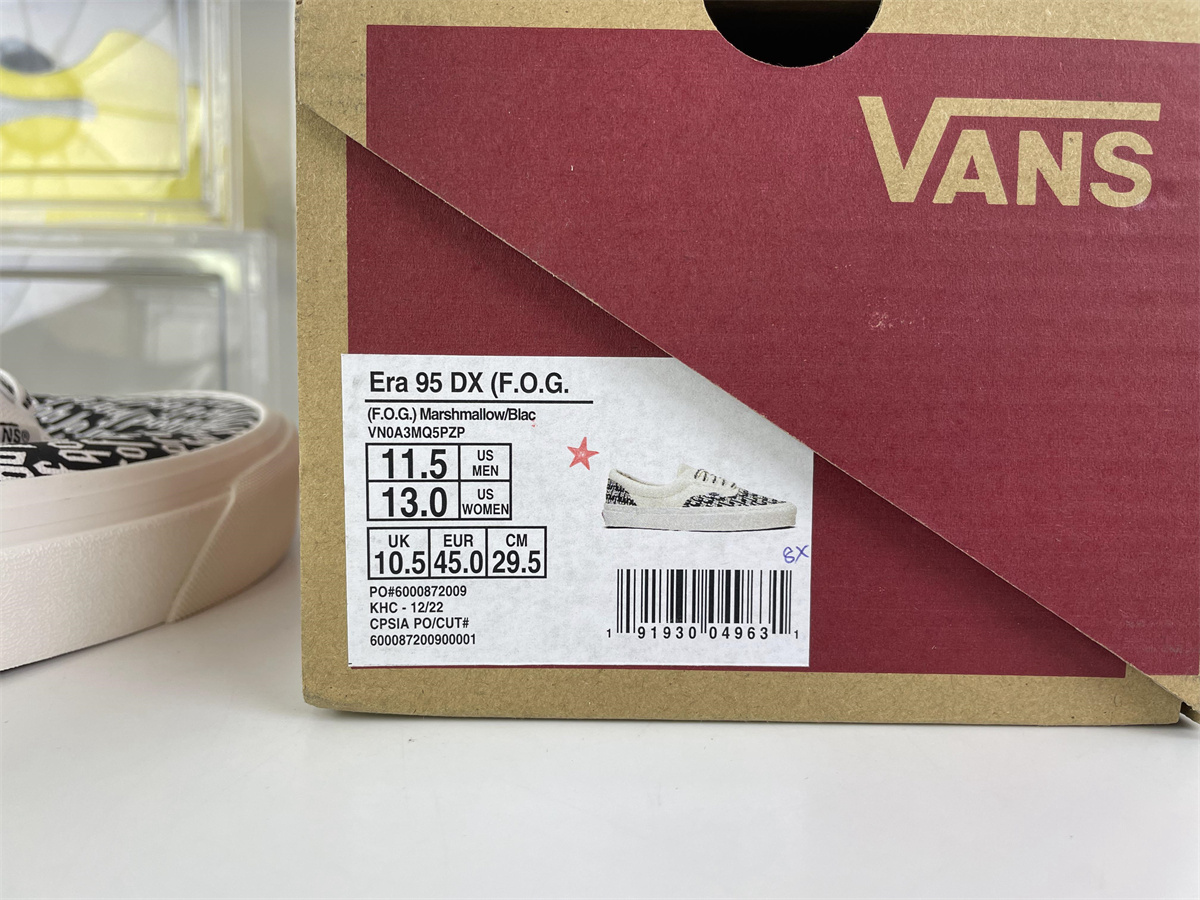 VANS
Era 95 DX (F.O.G.
(F.O.G.) Marshmallow/Blac
VN0A3MQ5PZP
11.5 US MEN
13.0 US WOMEN
UK EUR CM
10.5 45.0 29.5
PO#6000872009
KHC - 12/22
CPSIA PO/CUT#
600087200900001
8X
1 91930 04963 1